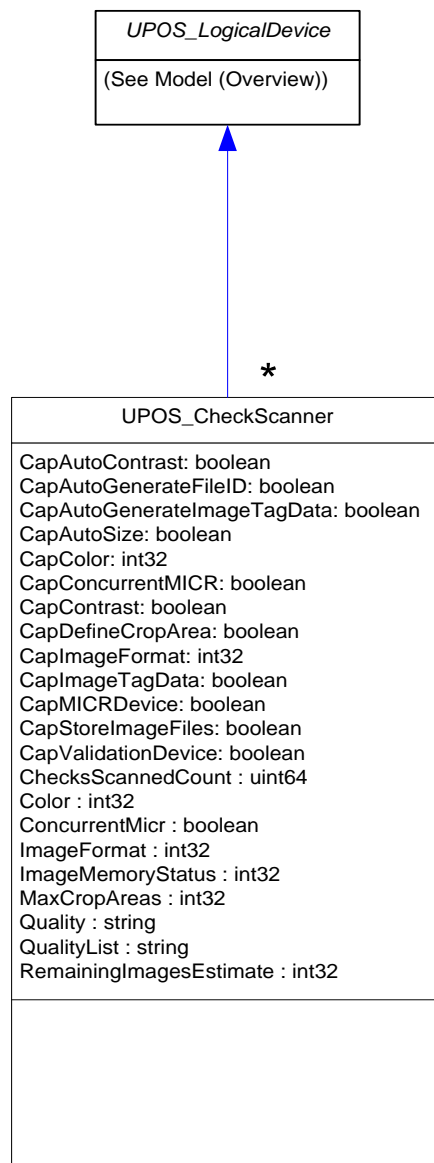 UPOS_LogicalDevice
(See Model (Overview))
*
UPOS_CheckScanner
CapAutoContrast: boolean
CapAutoGenerateFileID: boolean
CapAutoGenerateImageTagData: boolean
CapAutoSize: boolean
CapColor: int32
CapConcurrentMICR: boolean
CapContrast: boolean
CapDefineCropArea: boolean
CapImageFormat: int32
CapImageTagData: boolean
CapMICRDevice: boolean
CapStoreImageFiles: boolean
CapValidationDevice: boolean
ChecksScannedCount : uint64
Color : int32
ConcurrentMicr : boolean
ImageFormat : int32
ImageMemoryStatus : int32
MaxCropAreas : int32
Quality : string
QualityList : string
RemainingImagesEstimate : int32